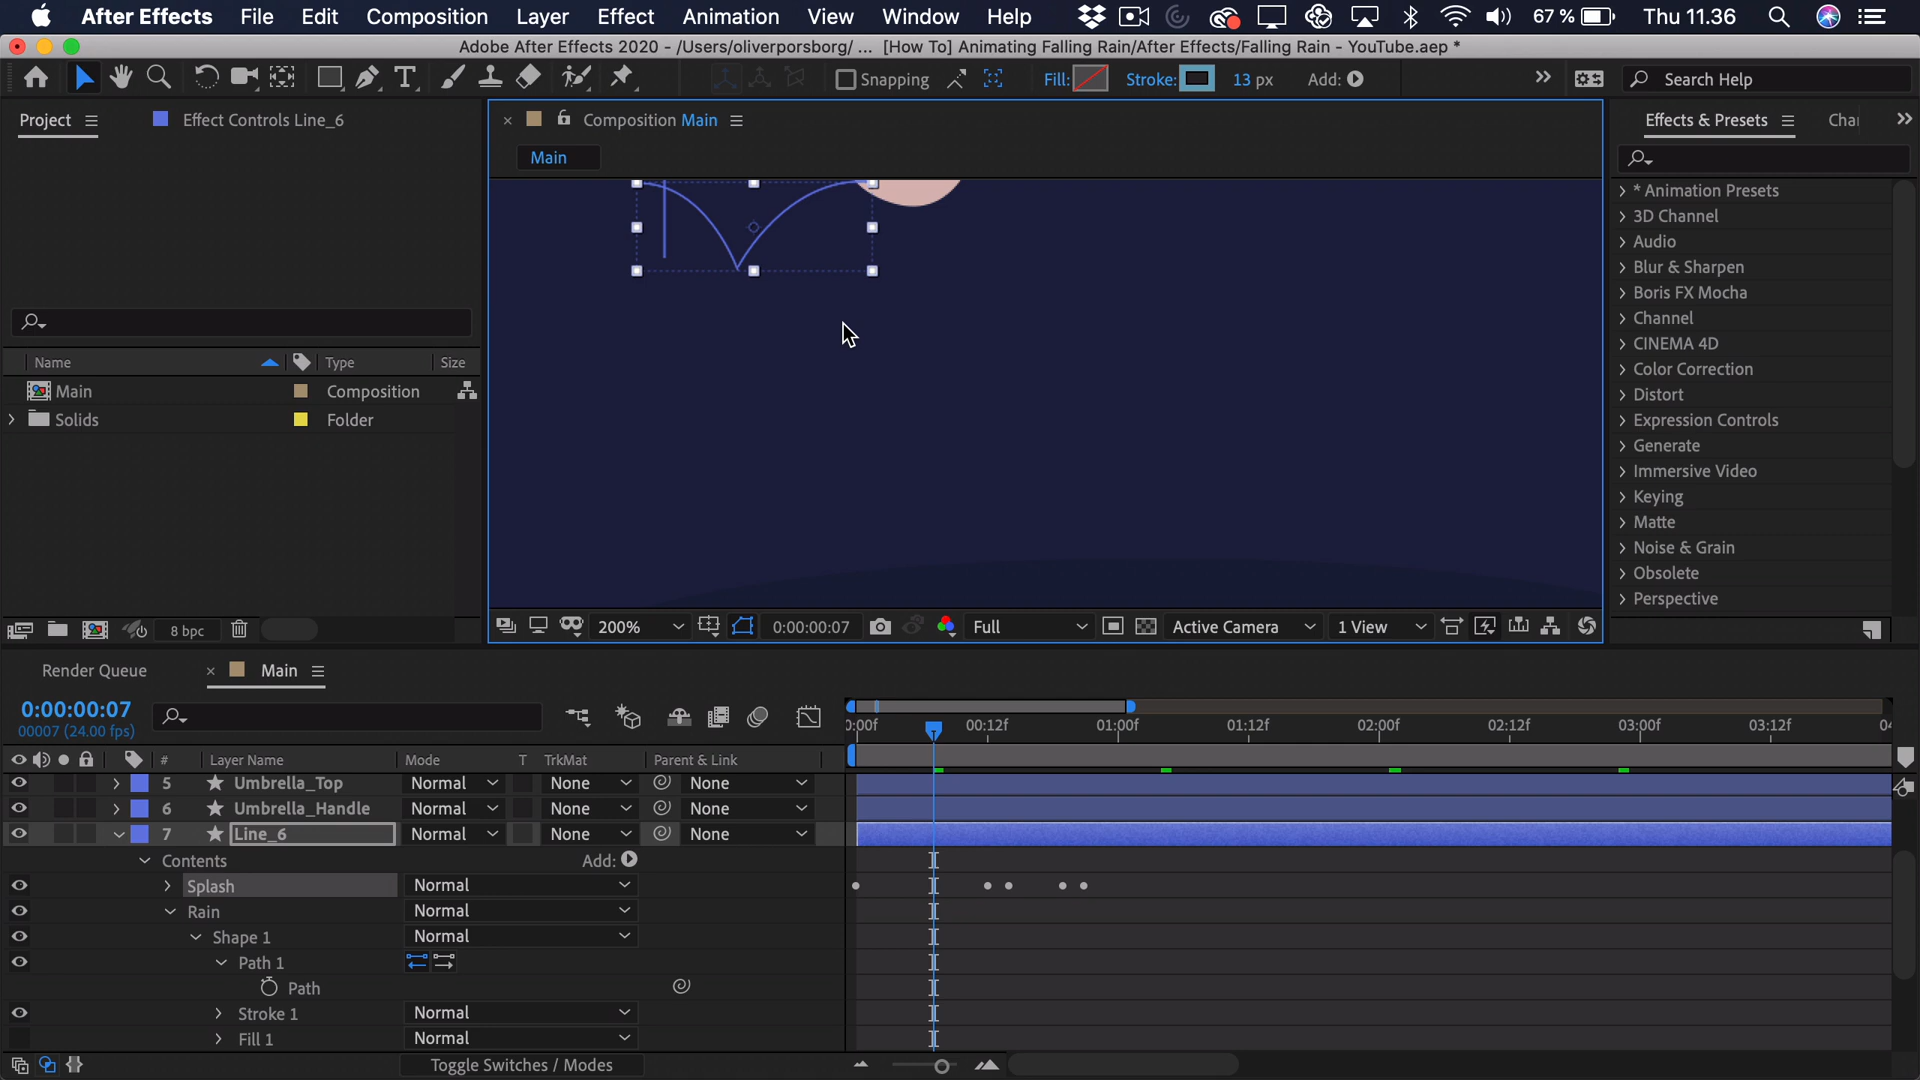 After Effects File Edit Composition Layer Effect Animation View Window Help 67 % Thu 11.36
Adobe After Effects 2020 - /Users/oliverporsborg/ ... [How To] Animating Falling Rain/After Effects/Falling Rain - YouTube.aep *
Snapping Fill: Stroke: 13 px Add: Search Help
Project Effect Controls Line_6
Composition Main
Main
Effects & Presets Cha
Name Type Size
Main Composition
Solids Folder
* Animation Presets
3D Channel
Audio
Blur & Sharpen
Boris FX Mocha
Channel
CINEMA 4D
Color Correction
Distort
Expression Controls
Generate
Immersive Video
Keying
Matte
Noise & Grain
Obsolete
Perspective
8 bpc
200% 0:00:00:07 Full Active Camera 1 View
Render Queue Main
0:00:00:07
00007 (24.00 fps)
0:00f 00:12f 01:00f 01:12f 02:00f 02:12f 03:00f 03:12f 04
# Layer Name Mode T TrkMat Parent & Link
5 Umbrella_Top Normal None None
6 Umbrella_Handle Normal None None
7 Line_6 Normal None None
Contents Add:
Splash Normal
Rain Normal
Shape 1 Normal
Path 1
Path
Stroke 1 Normal
Fill 1 Normal
Toggle Switches / Modes